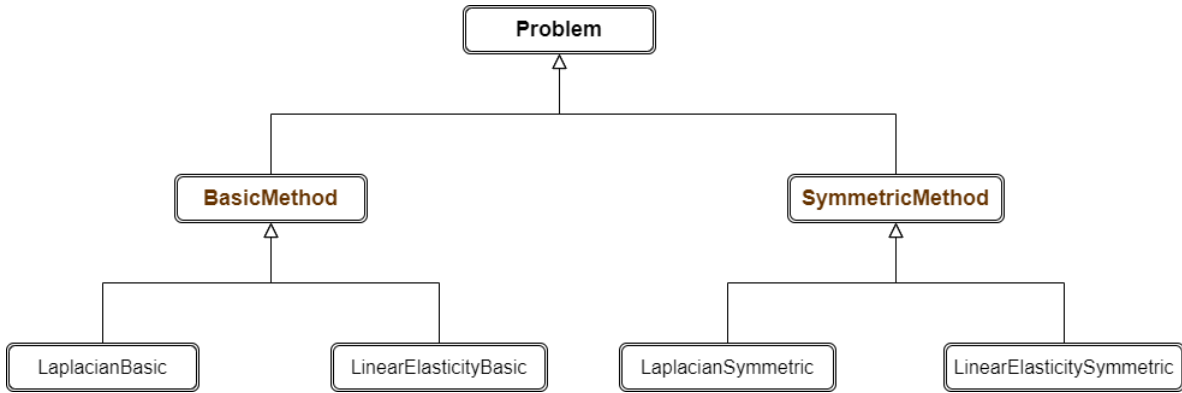 Problem
BasicMethod
SymmetricMethod
LaplacianBasic
LinearElasticityBasic
LaplacianSymmetric
LinearElasticitySymmetric